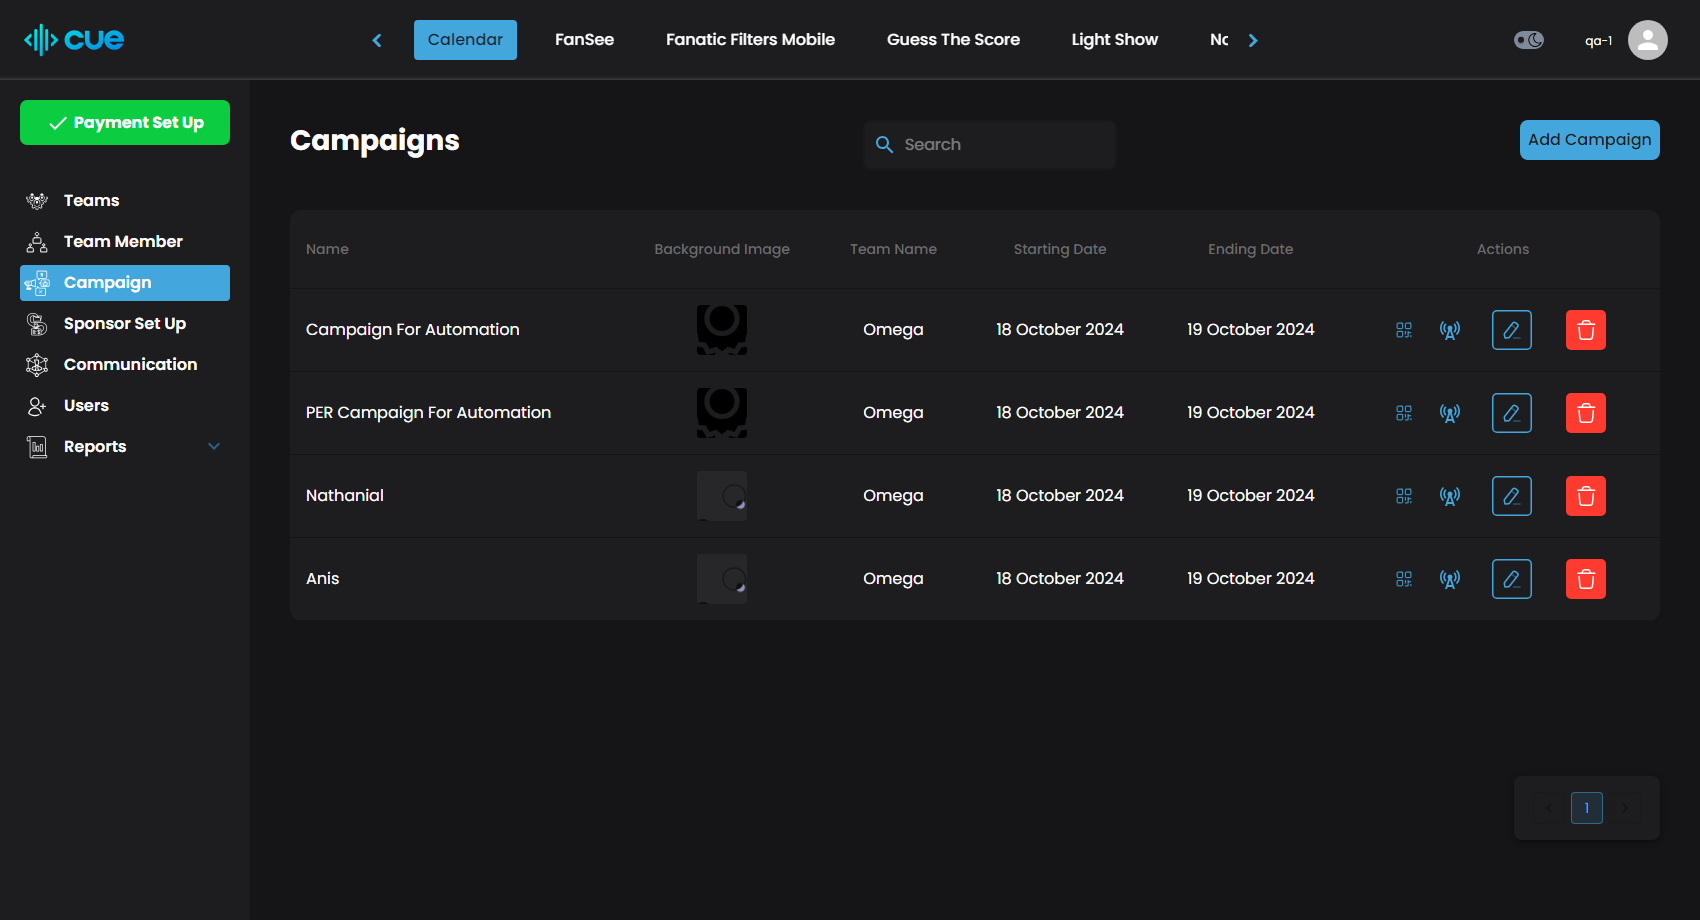 cue
Calendar
FanSee
Fanatic Filters Mobile
Guess The Score
Light Show
qa-1
Payment Set Up
Teams
Team Member
Campaign
Sponsor Set Up
Communication
Users
Reports
Campaigns
Search
Add Campaign
Name Background Image Team Name Starting Date Ending Date Actions
Campaign For Automation Omega 18 October 2024 19 October 2024
PER Campaign For Automation Omega 18 October 2024 19 October 2024
Nathanial Omega 18 October 2024 19 October 2024
Anis Omega 18 October 2024 19 October 2024
1